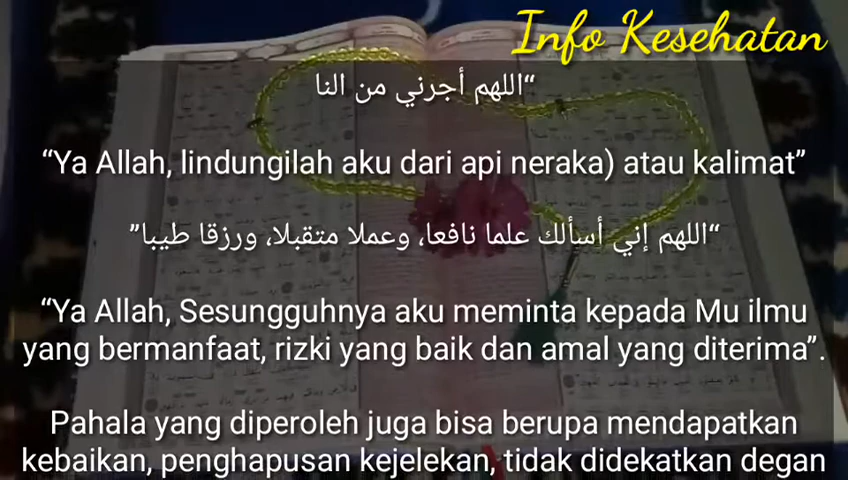 Info Kesehatan
“اللهم أجرني من النا
“Ya Allah, lindungilah aku dari api neraka) atau kalimat”
“اللهم إني أسألك علما نافعا، وعملا متقبلا، ورزقا طيبا”
“Ya Allah, Sesungguhnya aku meminta kepada Mu ilmu
yang bermanfaat, rizki yang baik dan amal yang diterima”.
Pahala yang diperoleh juga bisa berupa mendapatkan
kebaikan, penghapusan kejelekan, tidak didekatkan degan